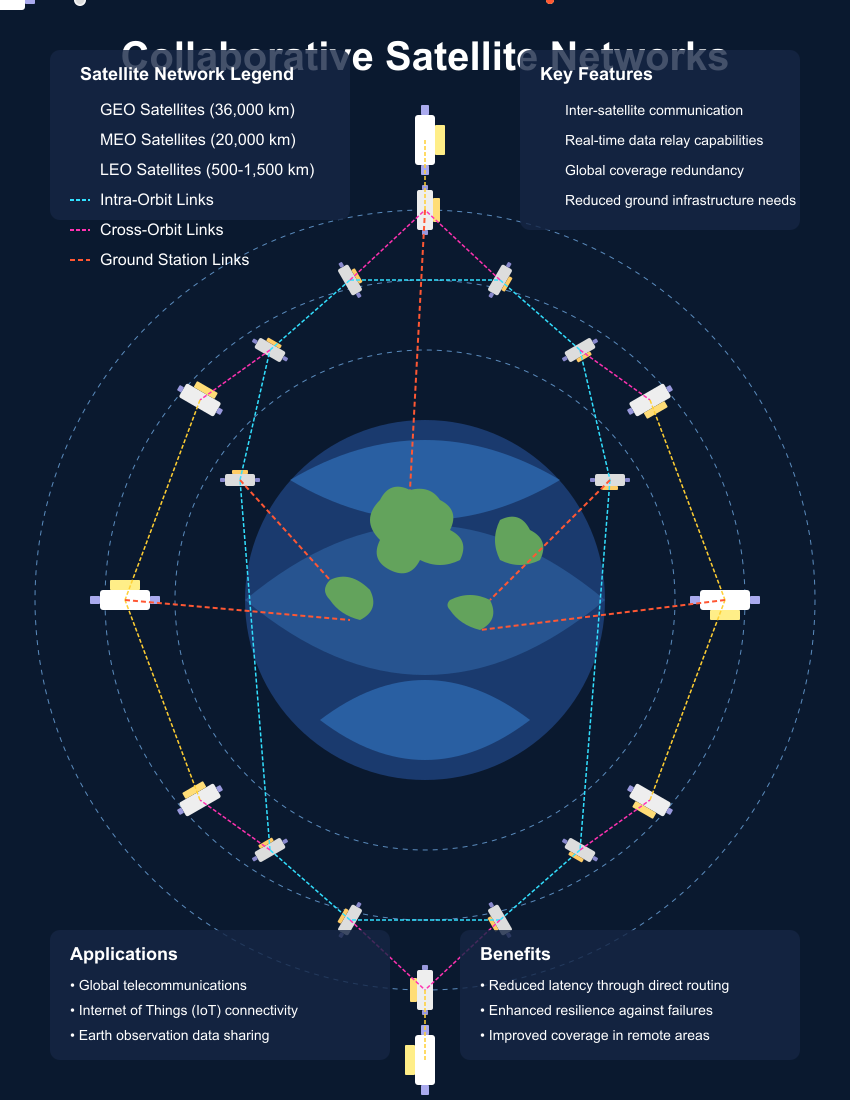 Collaborative Satellite Networks
Satellite Network Legend
GEO Satellites (36,000 km)
MEO Satellites (20,000 km)
LEO Satellites (500-1,500 km)
Intra-Orbit Links
Cross-Orbit Links
Ground Station Links
Key Features
Inter-satellite communication
Real-time data relay capabilities
Global coverage redundancy
Reduced ground infrastructure needs
Applications
• Global telecommunications
• Internet of Things (IoT) connectivity
• Earth observation data sharing
Benefits
• Reduced latency through direct routing
• Enhanced resilience against failures
• Improved coverage in remote areas